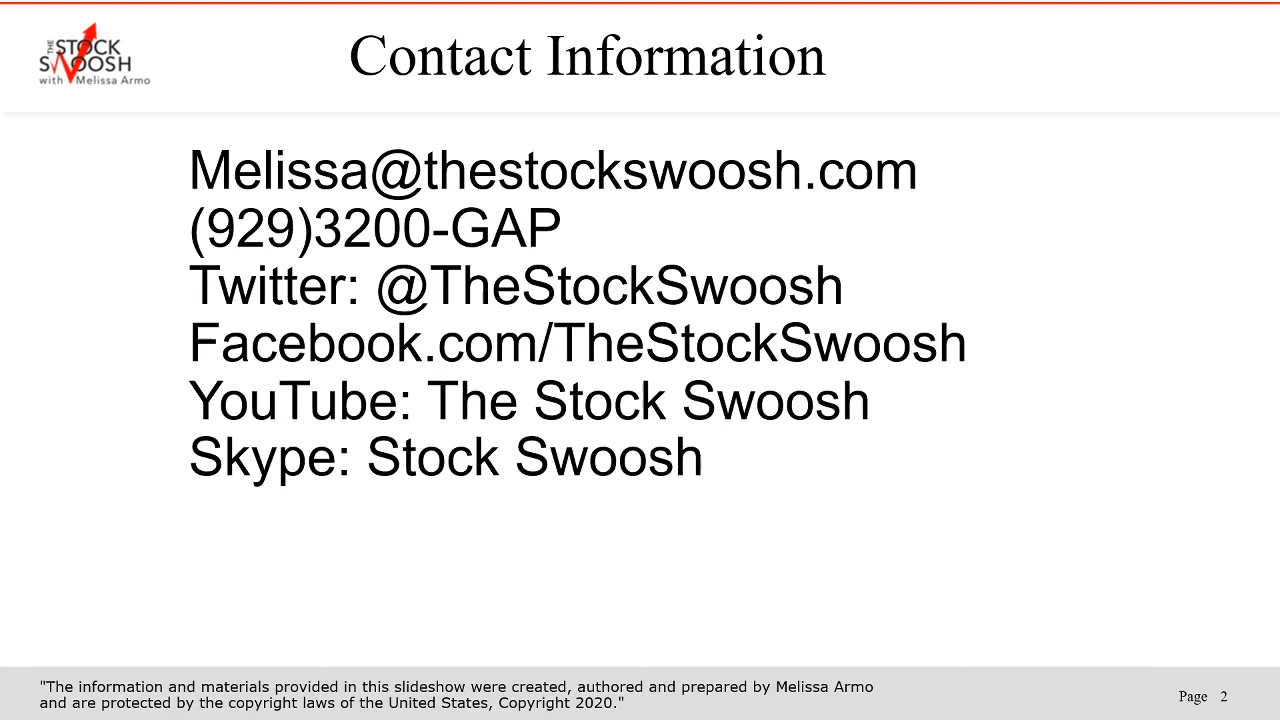 THE STOCK
SWOOSH
with Melissa Armo
Contact Information
Melissa@thestockswoosh.com
(929)3200-GAP
Twitter: @TheStockSwoosh
Facebook.com/TheStockSwoosh
YouTube: The Stock Swoosh
Skype: Stock Swoosh
"The information and materials provided in this slideshow were created, authored and prepared by Melissa Armo
and are protected by the copyright laws of the United States, Copyright 2020."
Page 2